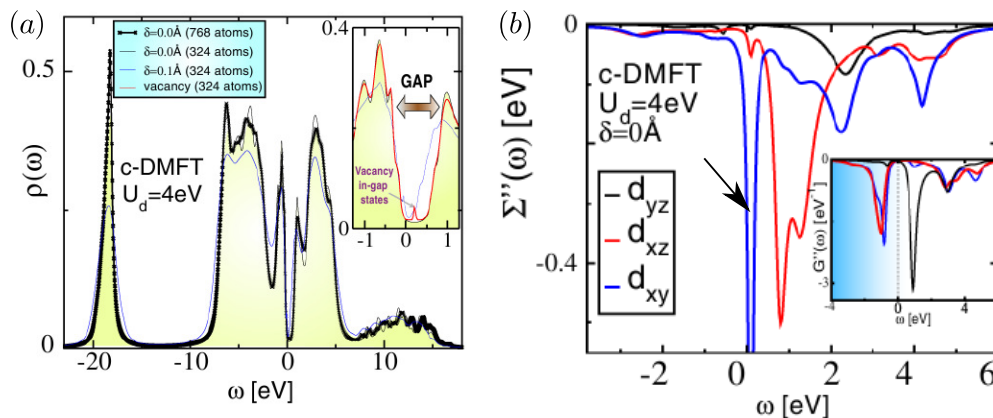 (a)
δ=0.0Å (768 atoms)
δ=0.0Å (324 atoms)
δ=0.1Å (324 atoms)
vacancy (324 atoms)
0.4
GAP
Vacancy
in-gap
states
0
-1 0 1
0.5
ρ(ω)
c-DMFT
U_d=4eV
0
-20 -10 0 10
ω [eV]
(b)
0
c-DMFT
U_d=4eV
δ=0Å
Σ''(ω) [eV]
-0.4
d_yz
d_xz
d_xy
0
G''(ω) [eV⁻¹]
-3
-4 0 4
ω [eV]
-2 0 2 4 6
ω [eV]